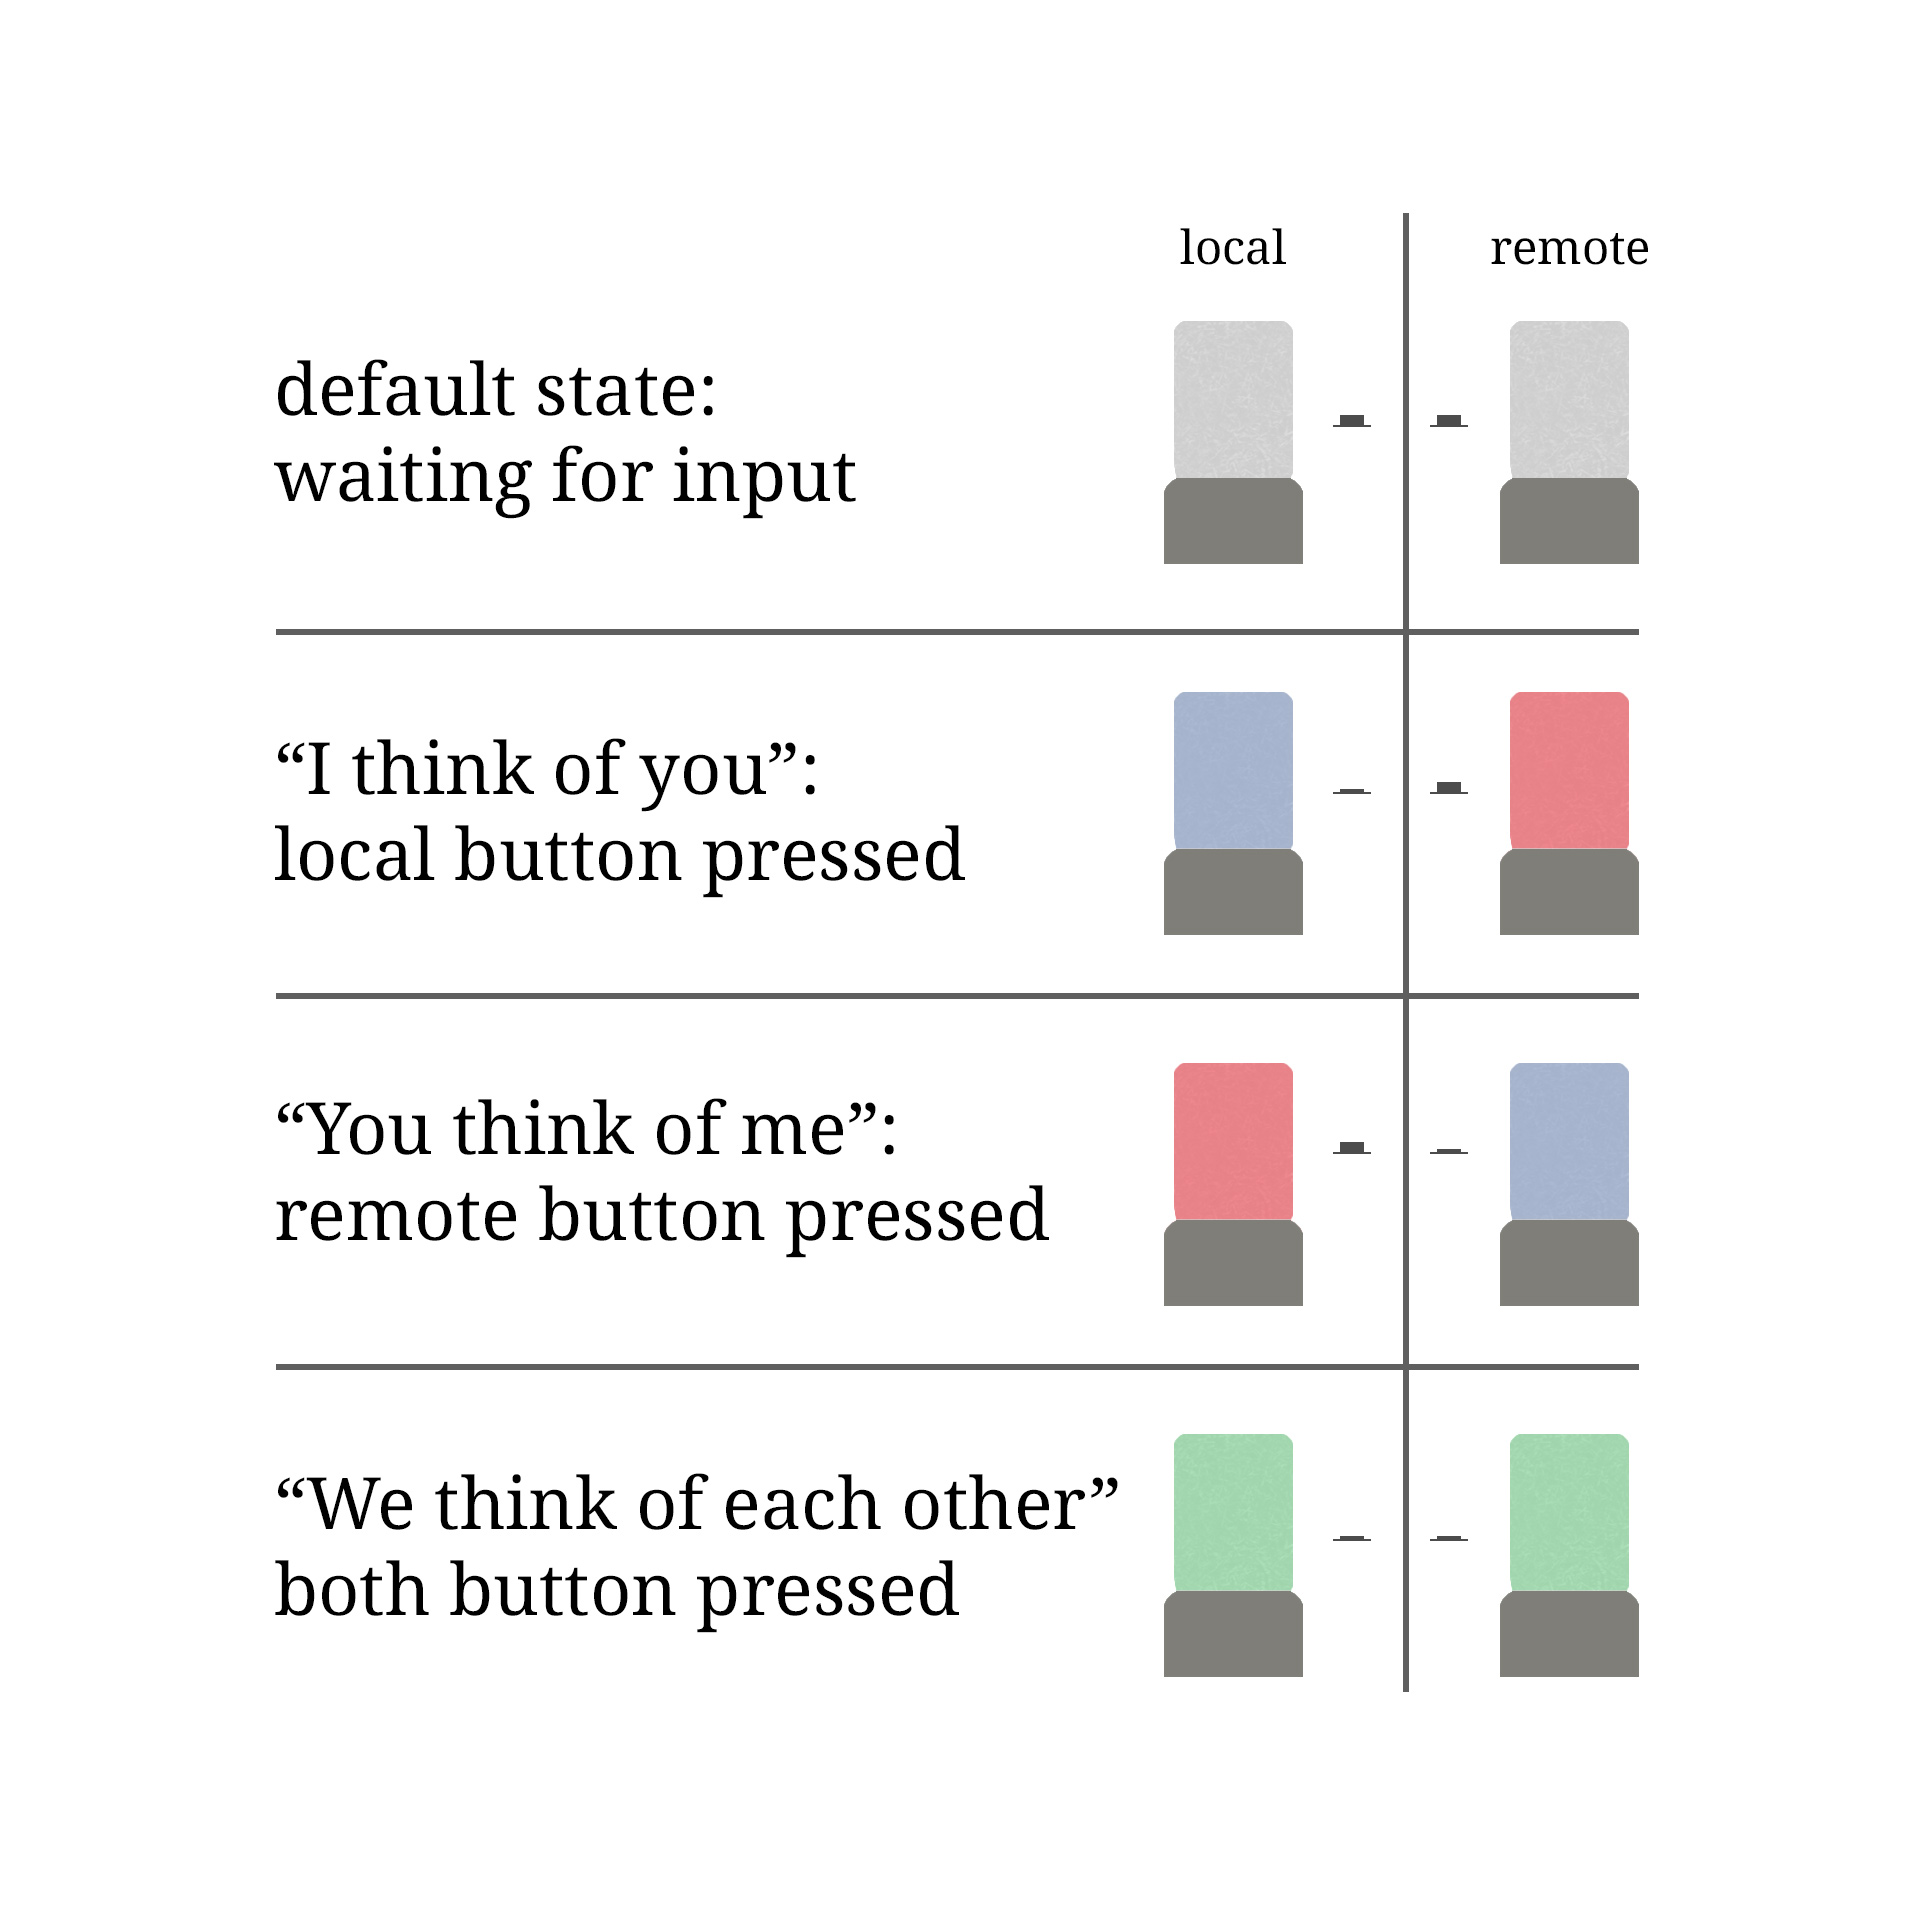 local
remote
default state:
waiting for input
“I think of you”:
local button pressed
“You think of me”:
remote button pressed
“We think of each other”
both button pressed